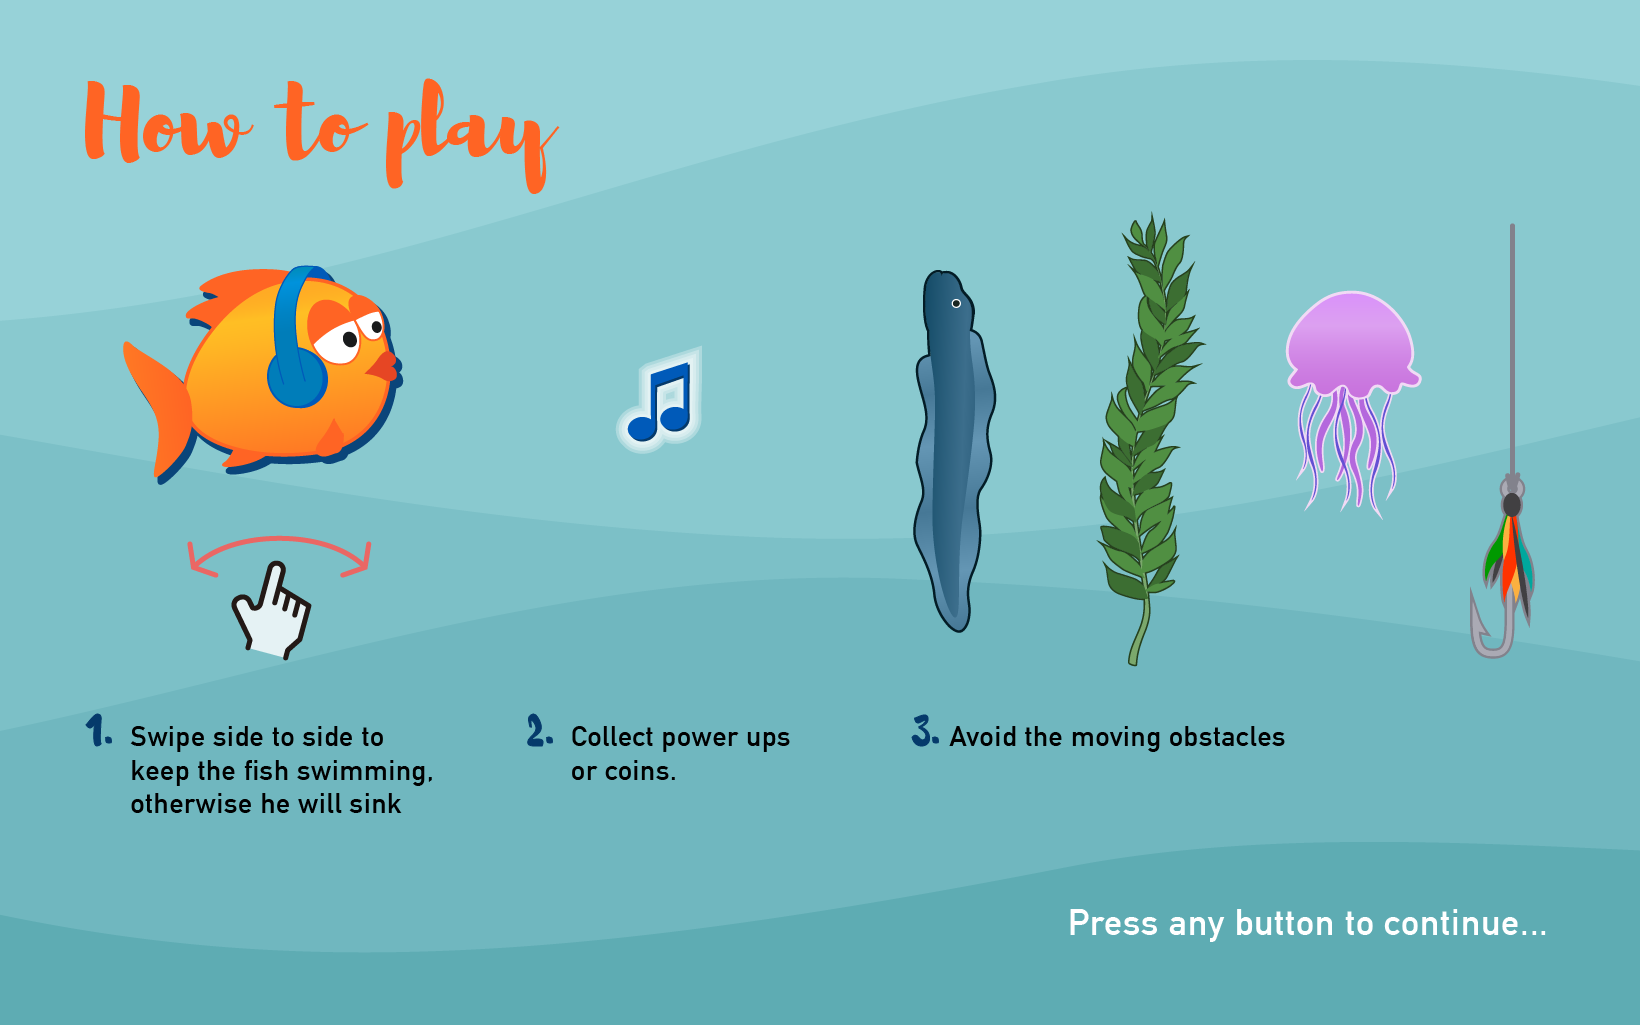 How to play
1. Swipe side to side to
keep the fish swimming,
otherwise he will sink
2. Collect power ups
or coins.
3. Avoid the moving obstacles
Press any button to continue...